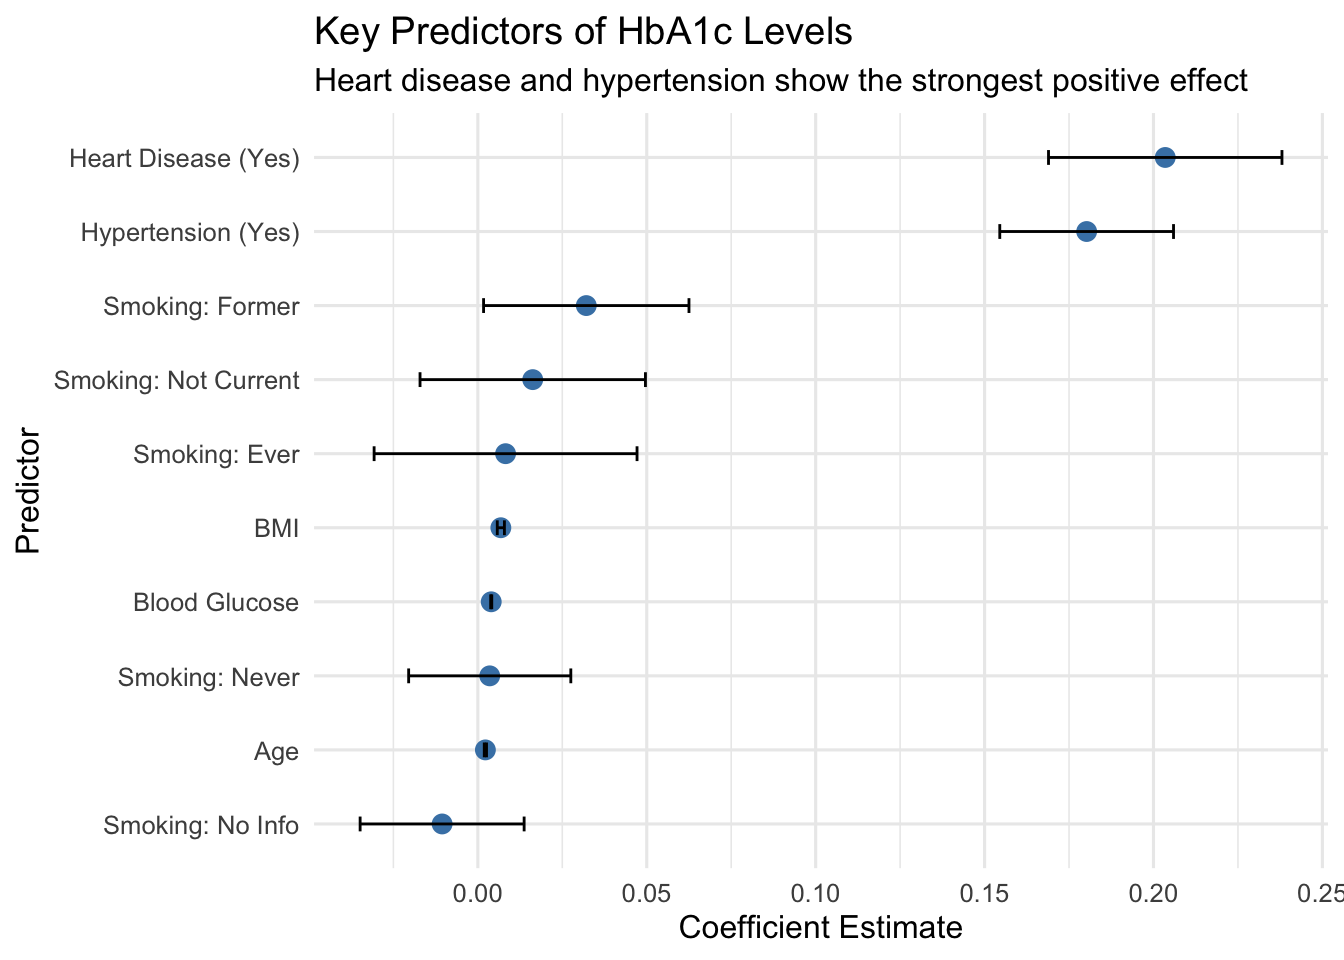 Key Predictors of HbA1c Levels
Heart disease and hypertension show the strongest positive effect
Predictor
Heart Disease (Yes)
Hypertension (Yes)
Smoking: Former
Smoking: Not Current
Smoking: Ever
BMI
Blood Glucose
Smoking: Never
Age
Smoking: No Info
0.00 0.05 0.10 0.15 0.20 0.25
Coefficient Estimate